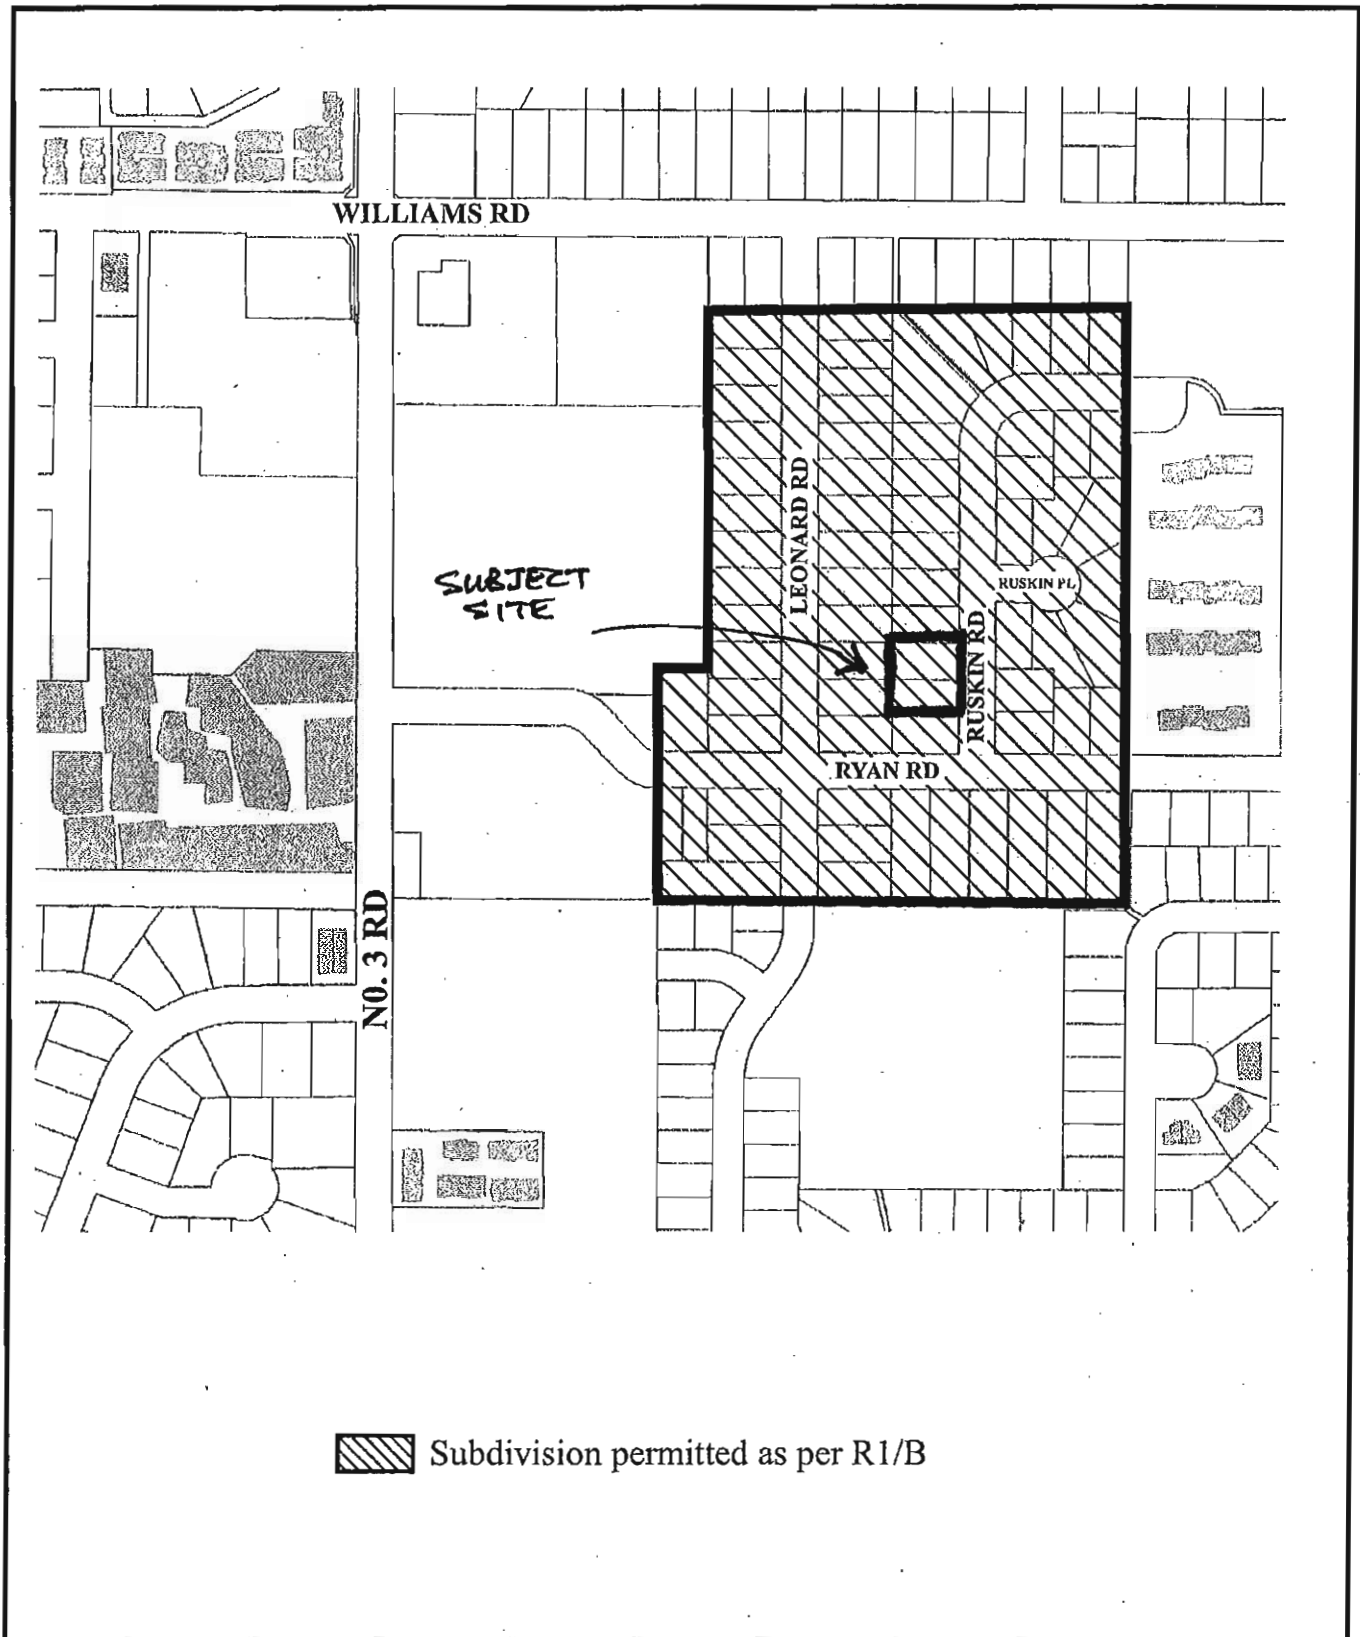 WILLIAMS RD
LEONARD RD
SUBJECT
SITE
RUSKIN PL
RUSKIN RD
RYAN RD
N0. 3 RD
Subdivision permitted as per R1/B